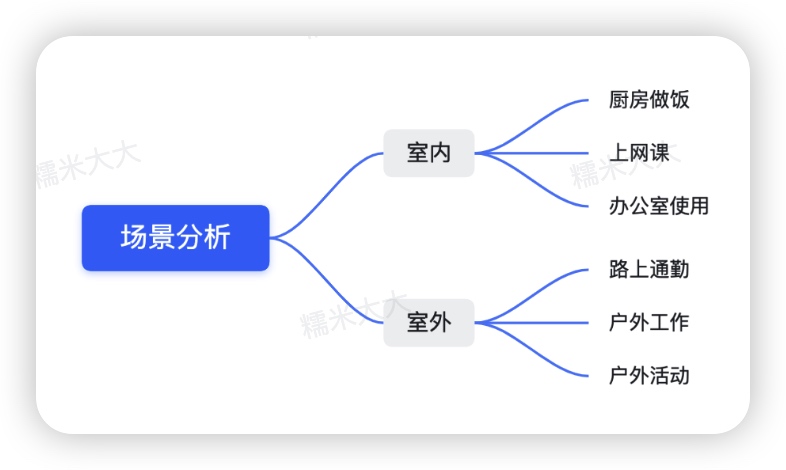 场景分析
室内
厨房做饭
上网课
办公室使用
室外
路上通勤
户外工作
户外活动
糯米大大
糯米大大
糯米大大